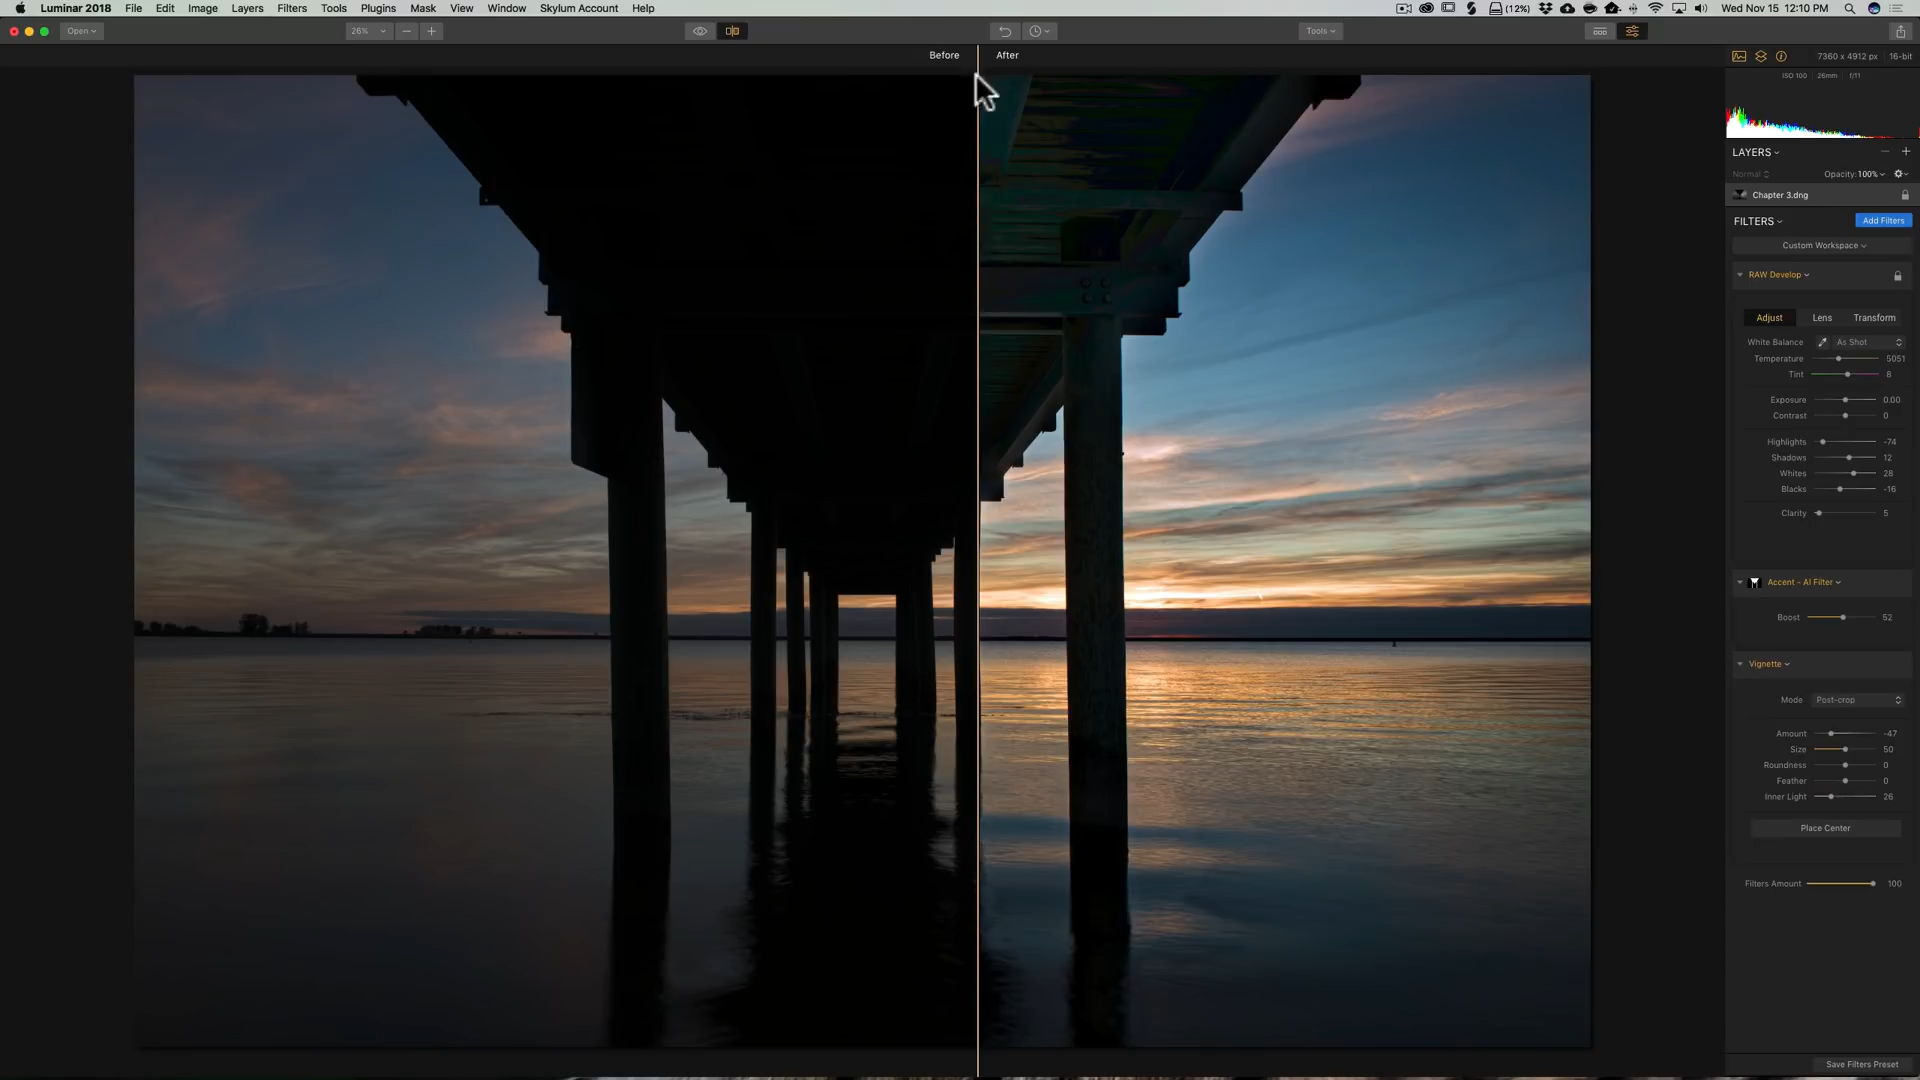 Luminar 2018 File Edit Image Layers Filters Tools Plugins Mask View Window Skylum Account Help (12%) Wed Nov 15 12:10 PM
Open 26% Tools
Before After
7360 x 4912 px 16-bit
ISO 100 26mm f/11
LAYERS
Normal Opacity: 100%
Chapter 3.dng
FILTERS Add Filters
Custom Workspace
RAW Develop
Adjust Lens Transform
White Balance As Shot
Temperature 5051
Tint 8
Exposure 0.00
Contrast 0
Highlights -74
Shadows 12
Whites 28
Blacks -16
Clarity 5
Accent - AI Filter
Boost 52
Vignette
Mode Post-crop
Amount -47
Size 50
Roundness 0
Feather 0
Inner Light 26
Place Center
Filters Amount 100
Save Filters Preset